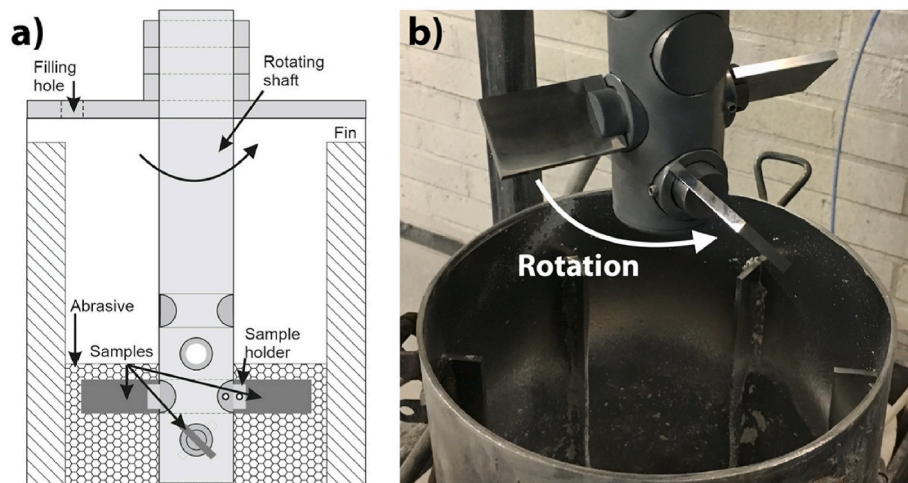 a)
Filling
hole
Rotating
shaft
Fin
Abrasive
Samples
Sample
holder
b)
Rotation